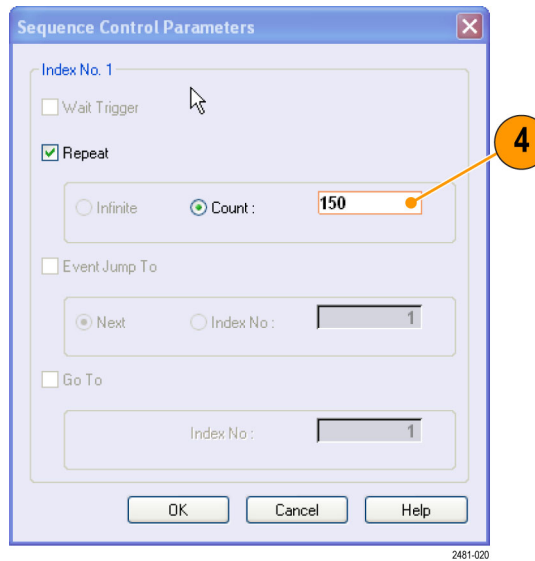 Sequence Control Parameters
Index No. 1
Wait Trigger
Repeat
4
Infinite
Count :
150
Event Jump To
Next
Index No :
1
Go To
Index No :
1
OK
Cancel
Help
2481-020